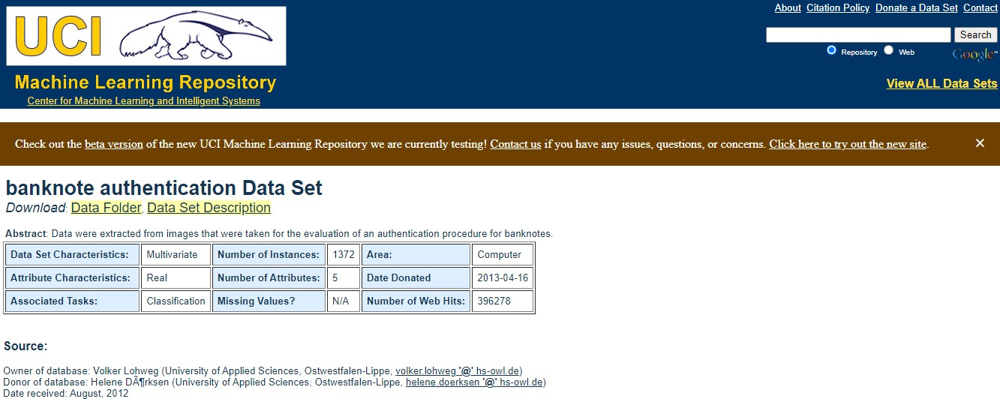 UCI
About Citation Policy Donate a Data Set Contact
Search
Repository Web Google™
Machine Learning Repository
Center for Machine Learning and Intelligent Systems
View ALL Data Sets
Check out the beta version of the new UCI Machine Learning Repository we are currently testing! Contact us if you have any issues, questions, or concerns. Click here to try out the new site. ✕
banknote authentication Data Set
Download: Data Folder, Data Set Description
Abstract: Data were extracted from images that were taken for the evaluation of an authentication procedure for banknotes.
Data Set Characteristics: Multivariate Number of Instances: 1372 Area: Computer
Attribute Characteristics: Real Number of Attributes: 5 Date Donated 2013-04-16
Associated Tasks: Classification Missing Values? N/A Number of Web Hits: 396278
Source:
Owner of database: Volker Lohweg (University of Applied Sciences, Ostwestfalen-Lippe, volker.lohweg '@' hs-owl.de)
Donor of database: Helene DÃ¶rksen (University of Applied Sciences, Ostwestfalen-Lippe, helene.doerksen '@' hs-owl.de)
Date received: August, 2012